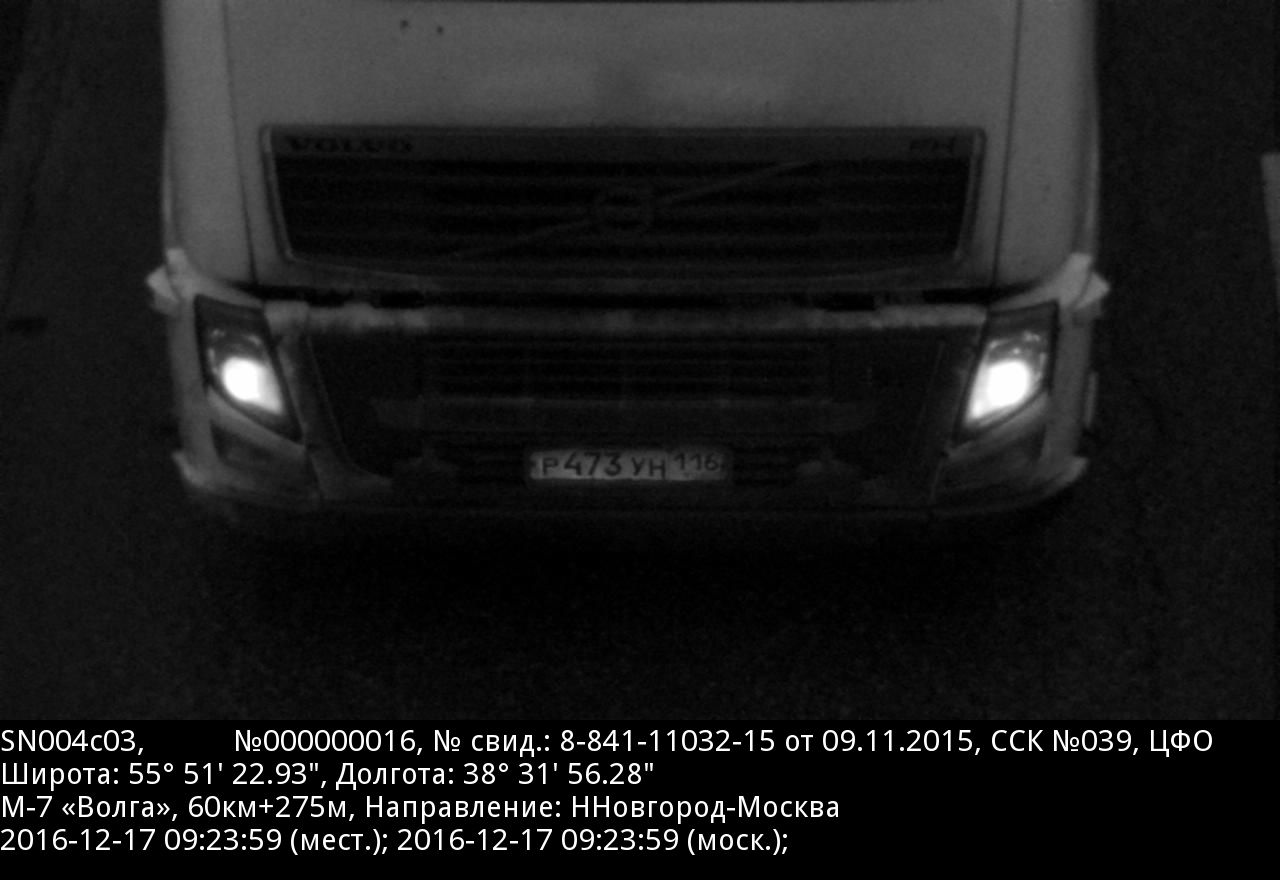 VOLVO FH
Р473УН 116
SN004c03, №000000016, № свид.: 8-841-11032-15 от 09.11.2015, ССК №039, ЦФО
Широта: 55° 51' 22.93", Долгота: 38° 31' 56.28"
М-7 «Волга», 60км+275м, Направление: ННовгород-Москва
2016-12-17 09:23:59 (мест.); 2016-12-17 09:23:59 (моск.);